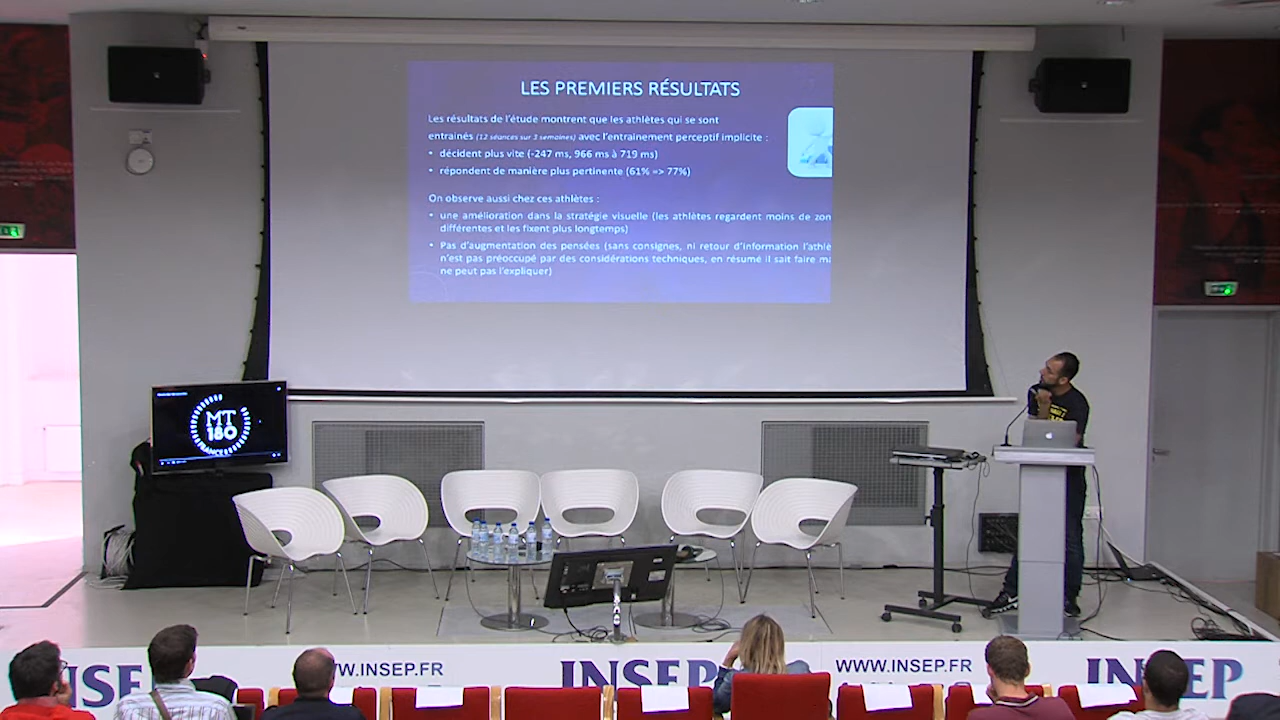 LES PREMIERS RÉSULTATS
Les résultats de l'étude montrent que les athlètes qui se sont
entrainés (12 séances sur 3 semaines) avec l'entrainement perceptif implicite :
• décident plus vite (-247 ms, 966 ms à 719 ms)
• répondent de manière plus pertinente (61% => 77%)
On observe aussi chez ces athlètes :
• une amélioration dans la stratégie visuelle (les athlètes regardent moins de zon
différentes et les fixent plus longtemps)
• Pas d'augmentation des pensées (sans consignes, ni retour d'information l'athlè
n'est pas préoccupé par des considérations techniques, en résumé il sait faire ma
ne peut pas l'expliquer)
MT
180
FRANCE
INSEP
WWW.INSEP.FR
INSEP
WWW.INSEP.FR
INSEP